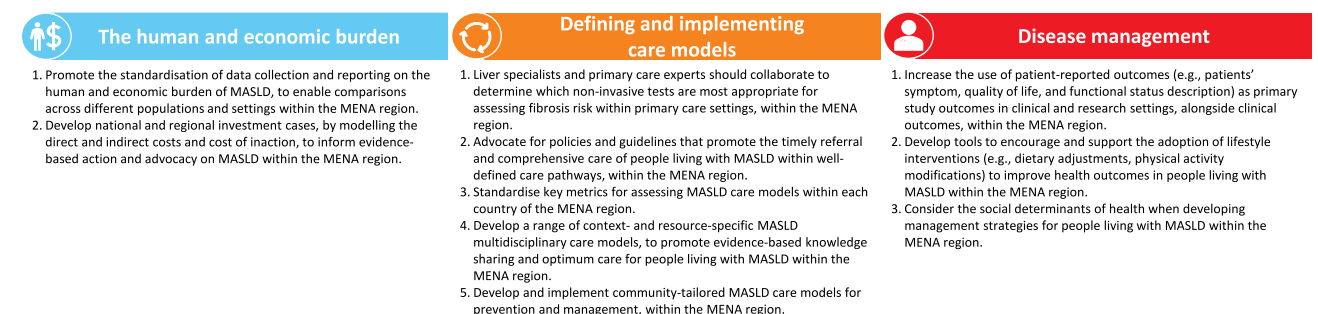 The human and economic burden
1. Promote the standardisation of data collection and reporting on the
human and economic burden of MASLD, to enable comparisons
across different populations and settings within the MENA region.
2. Develop national and regional investment cases, by modelling the
direct and indirect costs and cost of inaction, to inform evidence-
based action and advocacy on MASLD within the MENA region.
Defining and implementing
care models
1. Liver specialists and primary care experts should collaborate to
determine which non-invasive tests are most appropriate for
assessing fibrosis risk within primary care settings, within the MENA
region.
2. Advocate for policies and guidelines that promote the timely referral
and comprehensive care of people living with MASLD within well-
defined care pathways, within the MENA region.
3. Standardise key metrics for assessing MASLD care models within each
country of the MENA region.
4. Develop a range of context- and resource-specific MASLD
multidisciplinary care models, to promote evidence-based knowledge
sharing and optimum care for people living with MASLD within the
MENA region.
5. Develop and implement community-tailored MASLD care models for
prevention and management, within the MENA region.
Disease management
1. Increase the use of patient-reported outcomes (e.g., patients'
symptom, quality of life, and functional status description) as primary
study outcomes in clinical and research settings, alongside clinical
outcomes, within the MENA region.
2. Develop tools to encourage and support the adoption of lifestyle
interventions (e.g., dietary adjustments, physical activity
modifications) to improve health outcomes in people living with
MASLD within the MENA region.
3. Consider the social determinants of health when developing
management strategies for people living with MASLD within the
MENA region.